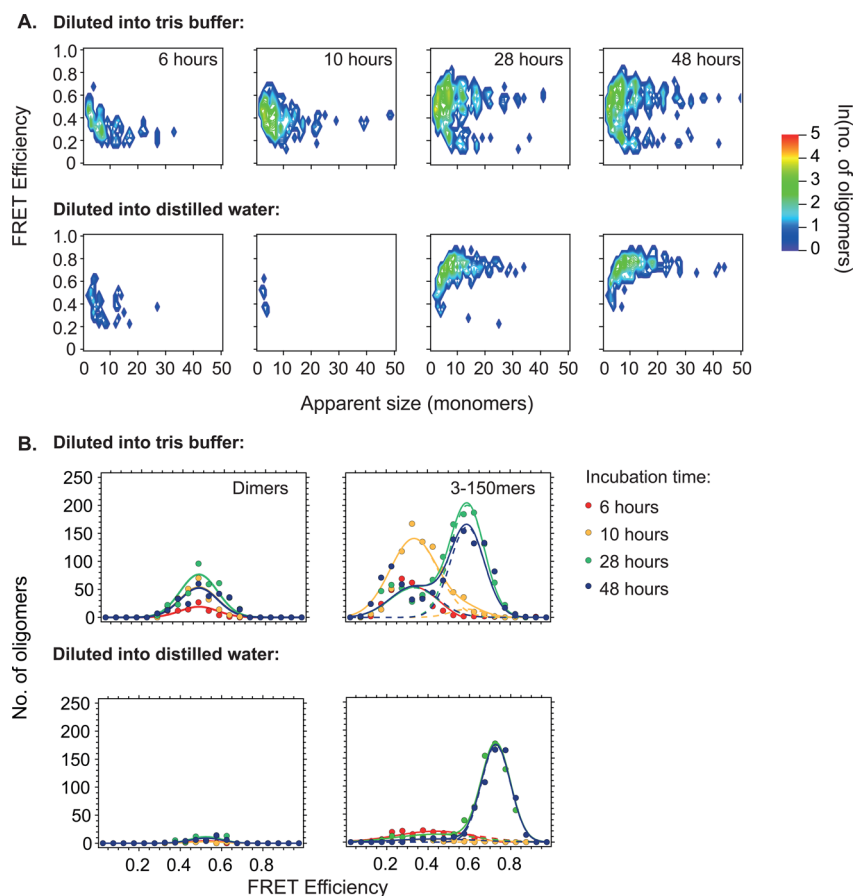 A. Diluted into tris buffer:
6 hours
10 hours
28 hours
48 hours
1.0
0.8
0.6
0.4
0.2
0
Diluted into distilled water:
1.0
0.8
0.6
0.4
0.2
0
FRET Efficiency
0 10 20 30 40 50
0 10 20 30 40 50
0 10 20 30 40 50
0 10 20 30 40 50
Apparent size (monomers)
5
4
3
2
1
0
ln(no. of oligomers)
B. Diluted into tris buffer:
Dimers
3-150mers
250
200
150
100
50
0
Incubation time:
6 hours
10 hours
28 hours
48 hours
Diluted into distilled water:
250
200
150
100
50
0
No. of oligomers
0.2 0.4 0.6 0.8
0.2 0.4 0.6 0.8
FRET Efficiency